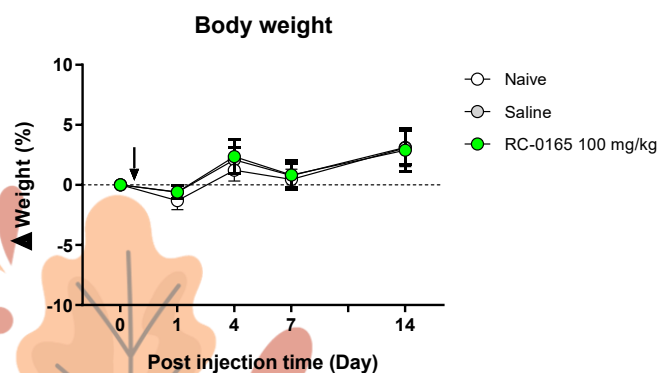 Body weight
10
5
0
-5
-10
▲ Weight (%)
0 1 4 7 14
Post injection time (Day)
Naive
Saline
RC-0165 100 mg/kg